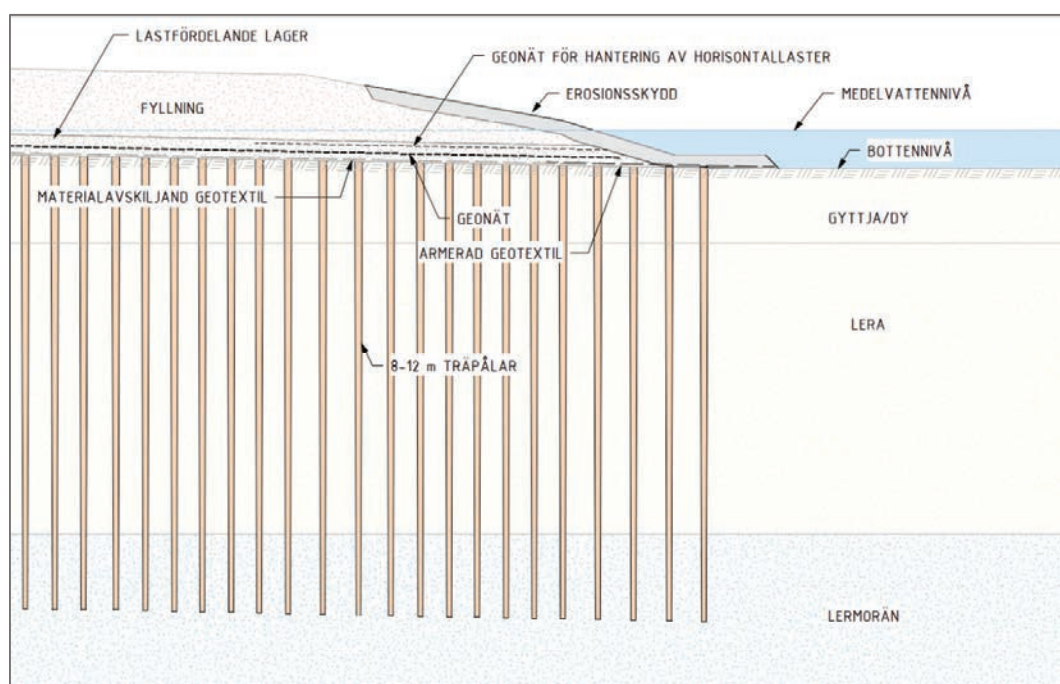 LASTFÖRDELANDE LAGER
GEONÄT FÖR HANTERING AV HORISONTALLASTER
EROSIONSSKYDD
MEDELVATTENNIVÅ
FYLLNING
BOTTENNIVÅ
MATERIALAVSKILJAND GEOTEXTIL
GEONÄT
GYTTJA/DY
ARMERAD GEOTEXTIL
LERA
8-12 m TRÄPÅLAR
LERMORÄN